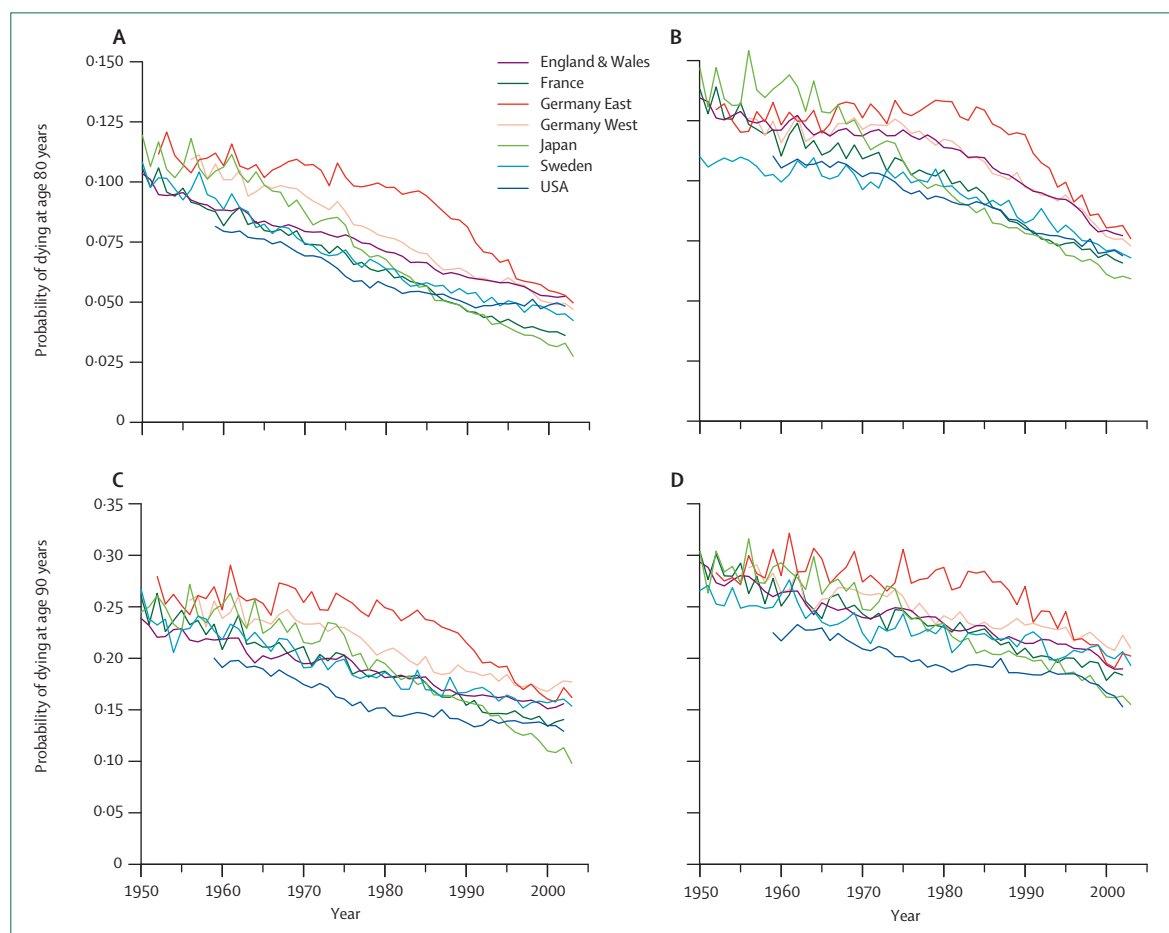 A
B
0·150
0·125
0·100
0·075
0·050
0·025
0
Probability of dying at age 80 years
England & Wales
France
Germany East
Germany West
Japan
Sweden
USA
C
D
0·35
0·30
0·25
0·20
0·15
0·10
0·05
0
Probability of dying at age 90 years
1950 1960 1970 1980 1990 2000
Year
1950 1960 1970 1980 1990 2000
Year